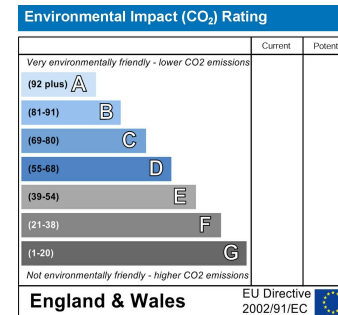 Environmental Impact (CO₂) Rating
Current Potent
Very environmentally friendly - lower CO2 emissions
(92 plus) A
(81-91) B
(69-80) C
(55-68) D
(39-54) E
(21-38) F
(1-20) G
Not environmentally friendly - higher CO2 emissions
England & Wales
EU Directive
2002/91/EC